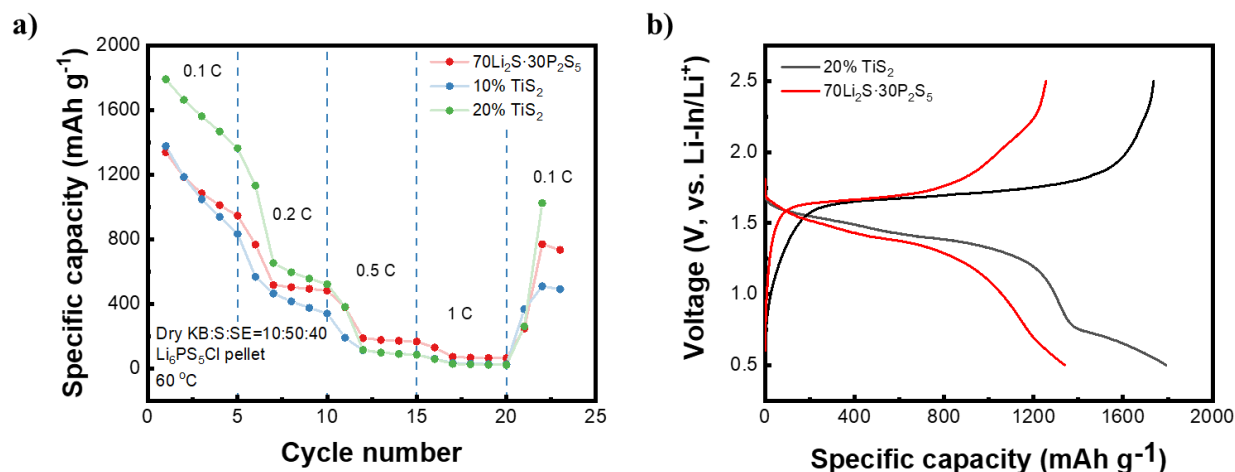 a)
Specific capacity (mAh g⁻¹)
2000
1600
1200
800
400
0
0.1 C
0.2 C
0.5 C
1 C
0.1 C
70Li₂S·30P₂S₅
10% TiS₂
20% TiS₂
Dry KB:S:SE=10:50:40
Li₆PS₅Cl pellet
60 °C
0 5 10 15 20 25
Cycle number
b)
Voltage (V, vs. Li-In/Li⁺)
2.5
2.0
1.5
1.0
0.5
20% TiS₂
70Li₂S·30P₂S₅
0 400 800 1200 1600 2000
Specific capacity (mAh g⁻¹)